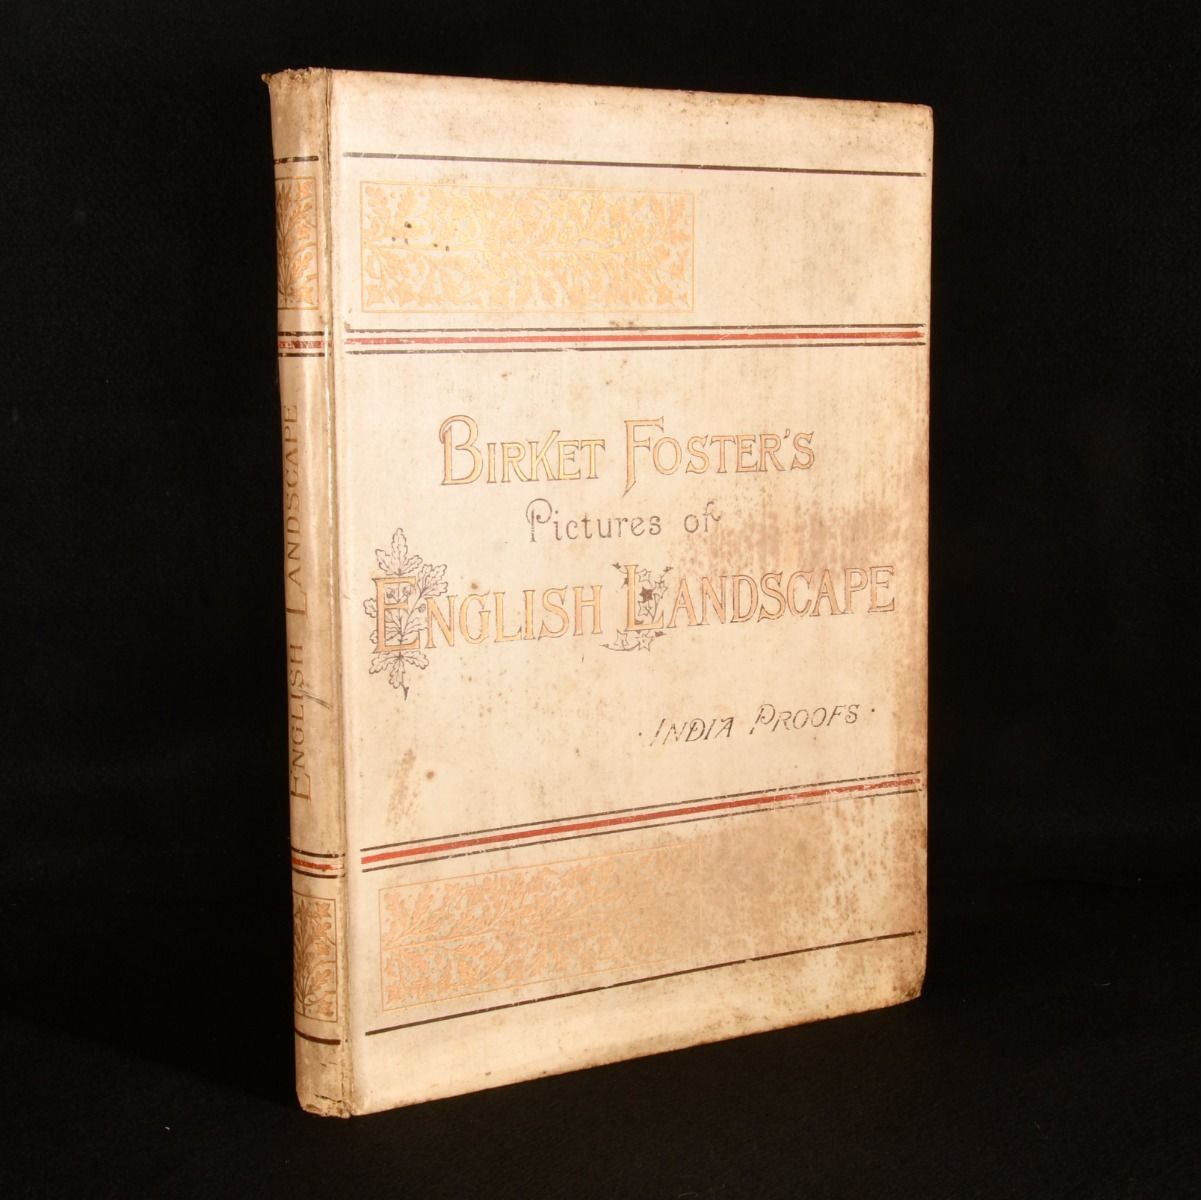 ENGLISH LANDSCAPE
BIRKET FOSTER'S
Pictures of
ENGLISH LANDSCAPE
· INDIA PROOFS ·